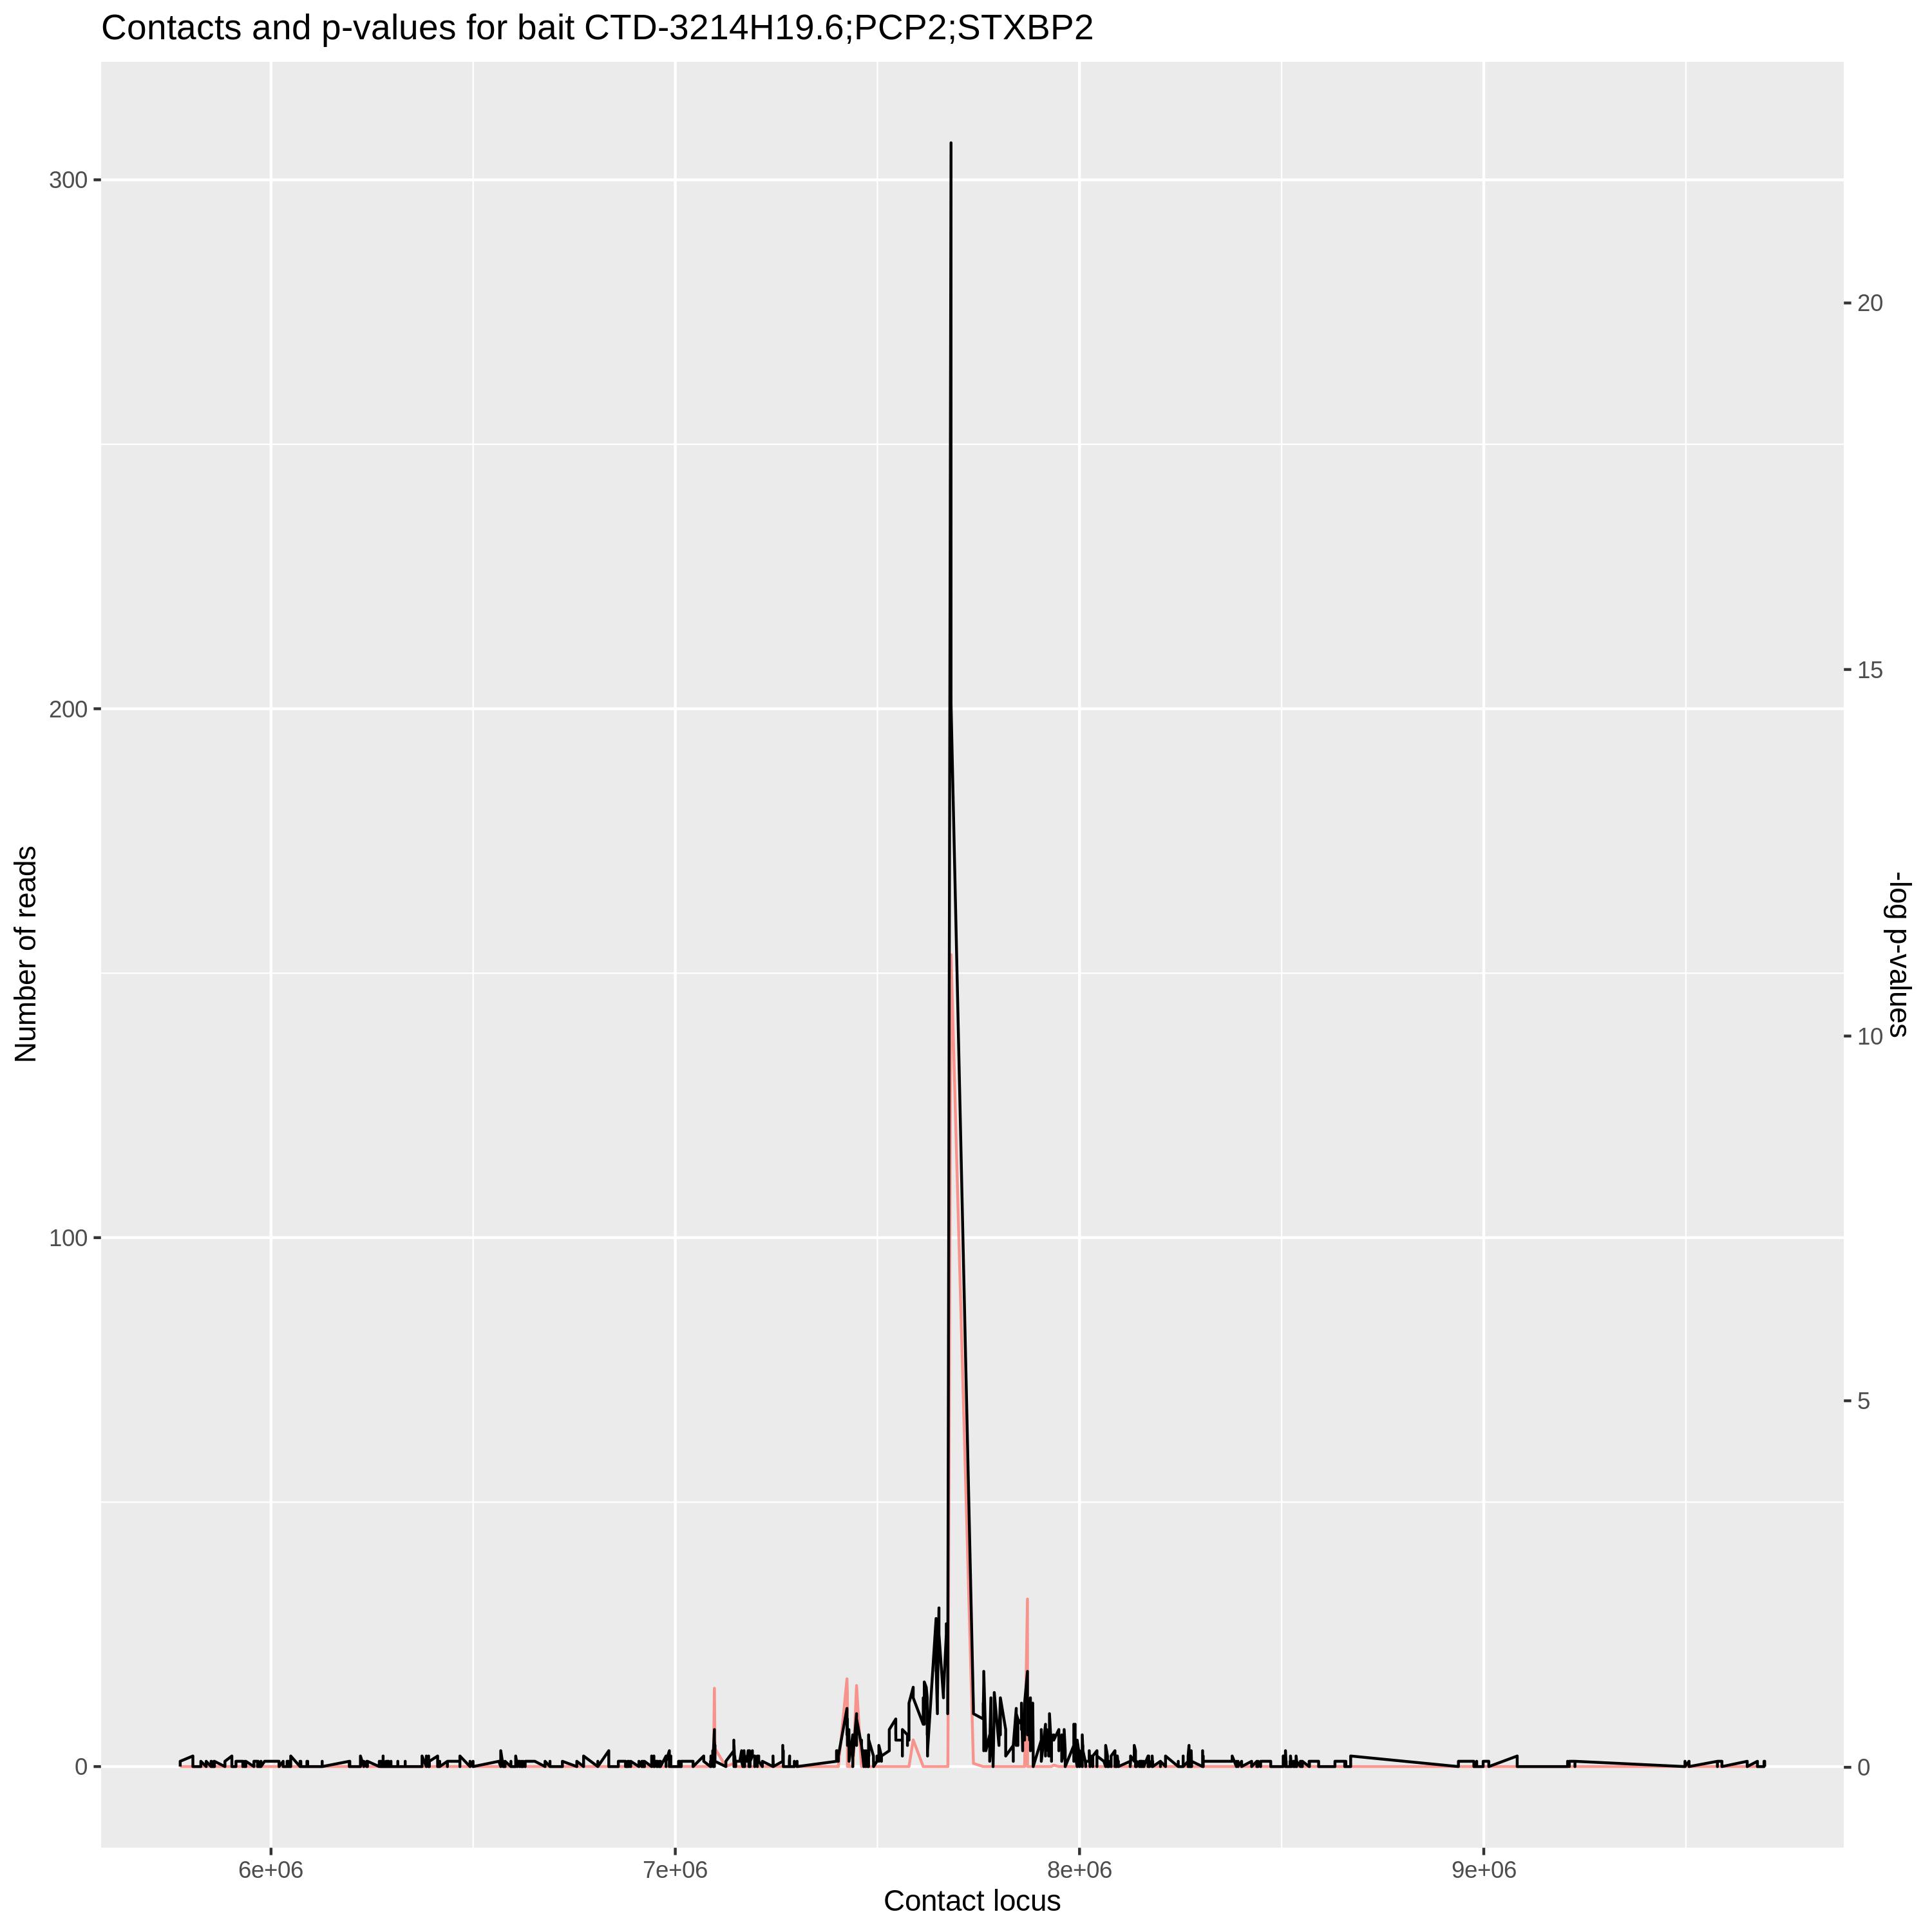 Contacts and p-values for bait CTD-3214H19.6;PCP2;STXBP2
300
200
100
0
Number of reads
20
15
10
5
0
-log p-values
6e+06
7e+06
8e+06
9e+06
Contact locus